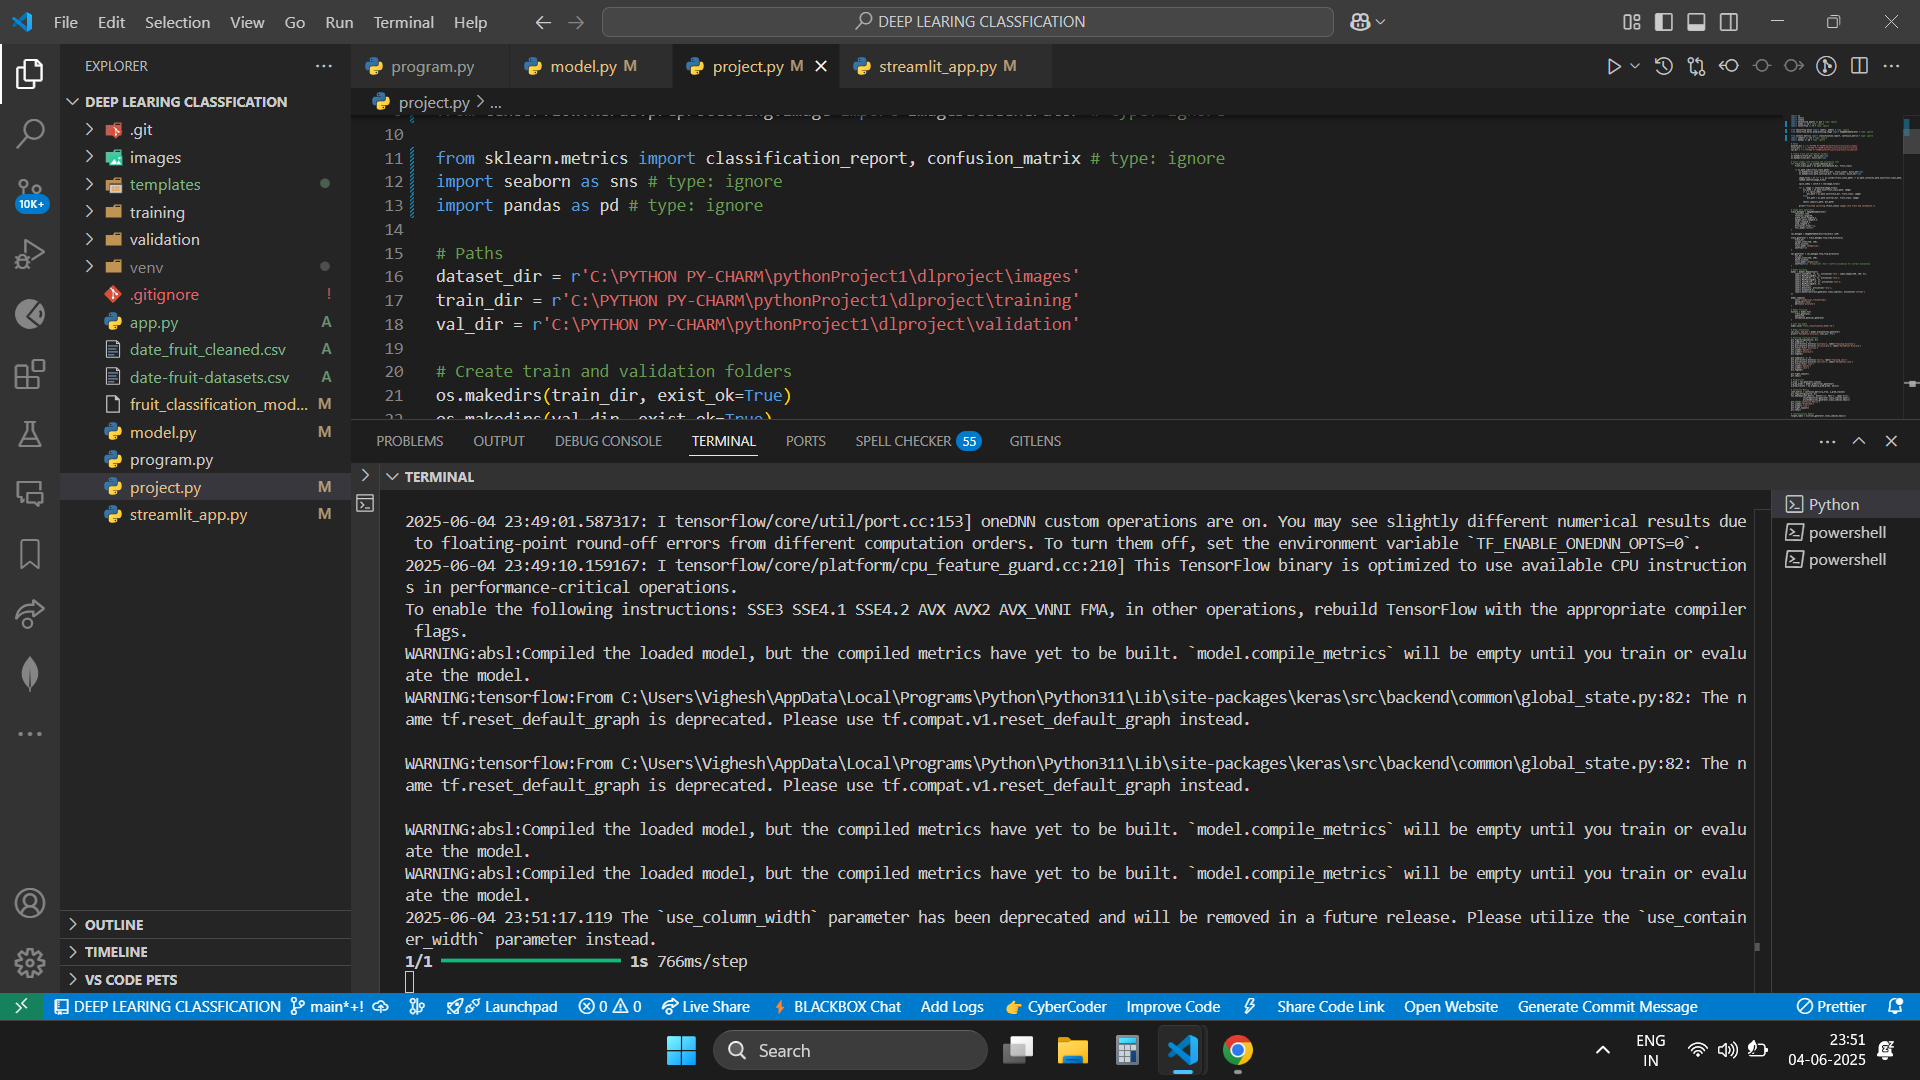 File Edit Selection View Go Run Terminal Help
DEEP LEARING CLASSFICATION
EXPLORER
program.py
model.py M
project.py M
streamlit_app.py M
project.py > ...
DEEP LEARING CLASSFICATION
.git
images
templates
training
validation
venv
.gitignore !
app.py A
date_fruit_cleaned.csv A
date-fruit-datasets.csv A
fruit_classification_mod... M
model.py M
program.py
project.py M
streamlit_app.py M
OUTLINE
TIMELINE
VS CODE PETS
10K+
10
11 from sklearn.metrics import classification_report, confusion_matrix # type: ignore
12 import seaborn as sns # type: ignore
13 import pandas as pd # type: ignore
14
15 # Paths
16 dataset_dir = r'C:\PYTHON PY-CHARM\pythonProject1\dlproject\images'
17 train_dir = r'C:\PYTHON PY-CHARM\pythonProject1\dlproject\training'
18 val_dir = r'C:\PYTHON PY-CHARM\pythonProject1\dlproject\validation'
19
20 # Create train and validation folders
21 os.makedirs(train_dir, exist_ok=True)
22 os.makedirs(val_dir, exist_ok=True)
PROBLEMS OUTPUT DEBUG CONSOLE TERMINAL PORTS SPELL CHECKER 55 GITLENS
TERMINAL
2025-06-04 23:49:01.587317: I tensorflow/core/util/port.cc:153] oneDNN custom operations are on. You may see slightly different numerical results due
to floating-point round-off errors from different computation orders. To turn them off, set the environment variable `TF_ENABLE_ONEDNN_OPTS=0`.
2025-06-04 23:49:10.159167: I tensorflow/core/platform/cpu_feature_guard.cc:210] This TensorFlow binary is optimized to use available CPU instruction
s in performance-critical operations.
To enable the following instructions: SSE3 SSE4.1 SSE4.2 AVX AVX2 AVX_VNNI FMA, in other operations, rebuild TensorFlow with the appropriate compiler
flags.
WARNING:absl:Compiled the loaded model, but the compiled metrics have yet to be built. `model.compile_metrics` will be empty until you train or evalu
ate the model.
WARNING:tensorflow:From C:\Users\Vighesh\AppData\Local\Programs\Python\Python311\Lib\site-packages\keras\src\backend\common\global_state.py:82: The n
ame tf.reset_default_graph is deprecated. Please use tf.compat.v1.reset_default_graph instead.
WARNING:tensorflow:From C:\Users\Vighesh\AppData\Local\Programs\Python\Python311\Lib\site-packages\keras\src\backend\common\global_state.py:82: The n
ame tf.reset_default_graph is deprecated. Please use tf.compat.v1.reset_default_graph instead.
WARNING:absl:Compiled the loaded model, but the compiled metrics have yet to be built. `model.compile_metrics` will be empty until you train or evalu
ate the model.
WARNING:absl:Compiled the loaded model, but the compiled metrics have yet to be built. `model.compile_metrics` will be empty until you train or evalu
ate the model.
2025-06-04 23:51:17.119 The `use_column_width` parameter has been deprecated and will be removed in a future release. Please utilize the `use_contain
er_width` parameter instead.
1/1 1s 766ms/step
Python
powershell
powershell
DEEP LEARING CLASSFICATION main*+! Launchpad 0 0 Live Share BLACKBOX Chat Add Logs CyberCoder Improve Code Share Code Link Open Website Generate Commit Message Prettier
Search
ENG
IN
23:51
04-06-2025